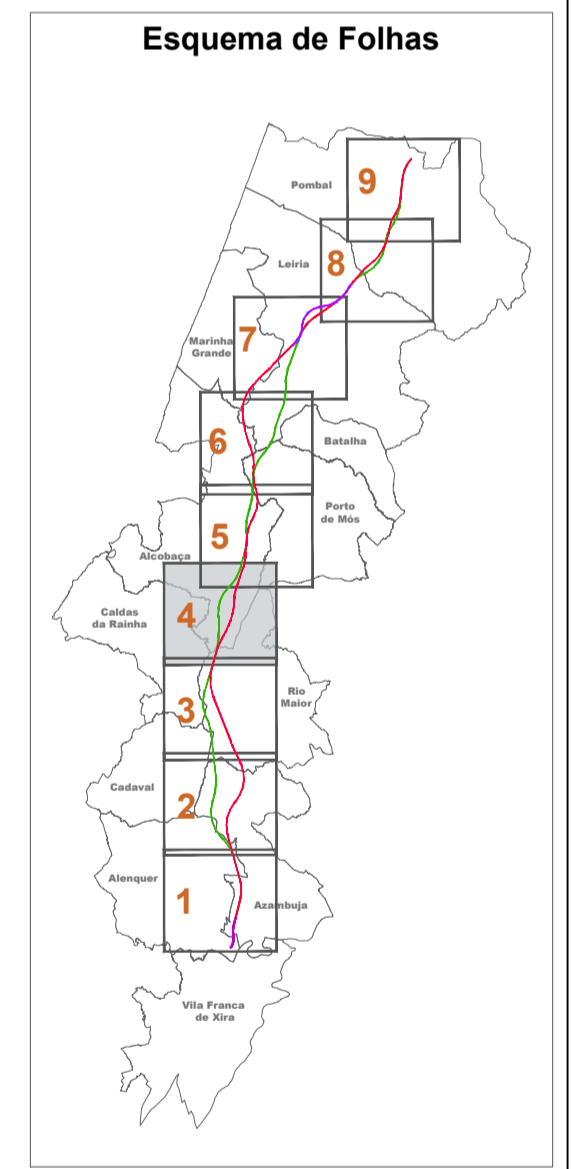 Esquema de Folhas
9
Pombal
8
Leiria
7
Marinha
Grande
6
Batalha
5
Porto
de Mós
Alcobaça
4
Caldas
da Rainha
3
Rio
Maior
2
Cadaval
1
Alenquer
Azambuja
Vila Franca
de Xira